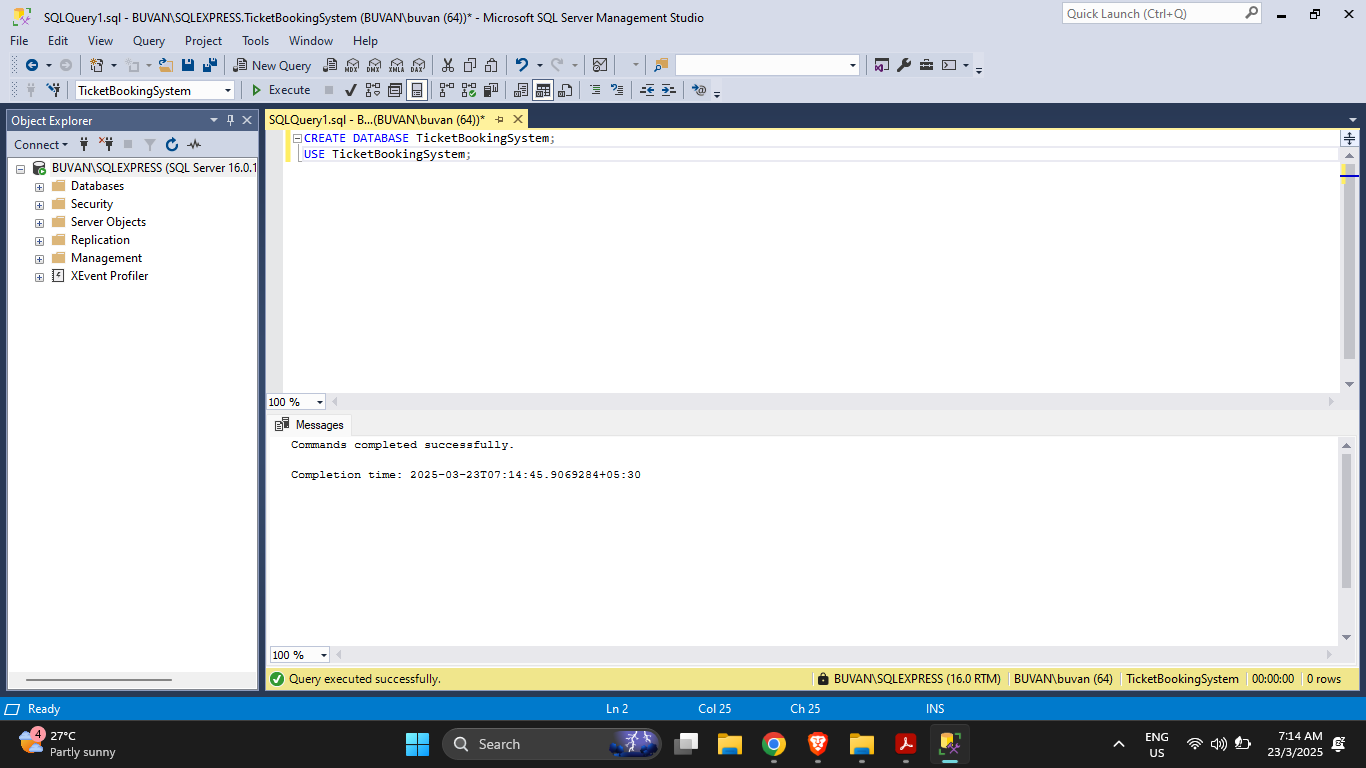 SQLQuery1.sql - BUVAN\SQLEXPRESS.TicketBookingSystem (BUVAN\buvan (64))* - Microsoft SQL Server Management Studio
Quick Launch (Ctrl+Q)
File Edit View Query Project Tools Window Help
New Query
MDX DMX XMLA DAX
TicketBookingSystem
Execute
Object Explorer
SQLQuery1.sql - B...(BUVAN\buvan (64))*
Connect
BUVAN\SQLEXPRESS (SQL Server 16.0.1
Databases
Security
Server Objects
Replication
Management
XEvent Profiler
CREATE DATABASE TicketBookingSystem;
USE TicketBookingSystem;
100 %
Messages
Commands completed successfully.
Completion time: 2025-03-23T07:14:45.9069284+05:30
100 %
Query executed successfully.
BUVAN\SQLEXPRESS (16.0 RTM)
BUVAN\buvan (64)
TicketBookingSystem
00:00:00
0 rows
Ready
Ln 2
Col 25
Ch 25
INS
4
27°C
Partly sunny
Search
ENG
US
7:14 AM
23/3/2025